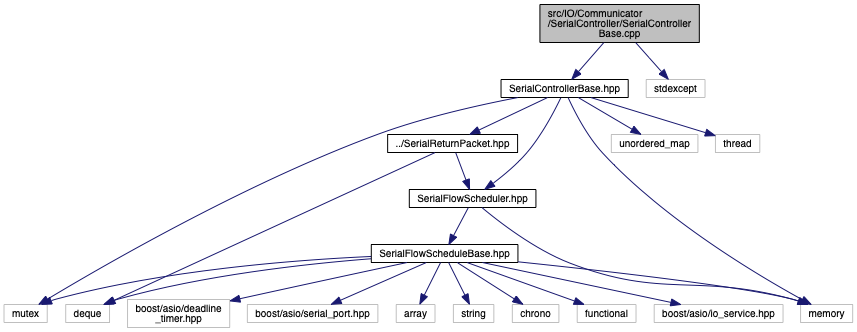 src/IO/Communicator
/SerialController/SerialController
Base.cpp
SerialControllerBase.hpp
stdexcept
../SerialReturnPacket.hpp
unordered_map
thread
SerialFlowScheduler.hpp
SerialFlowScheduleBase.hpp
mutex
deque
boost/asio/deadline
_timer.hpp
boost/asio/serial_port.hpp
array
string
chrono
functional
boost/asio/io_service.hpp
memory